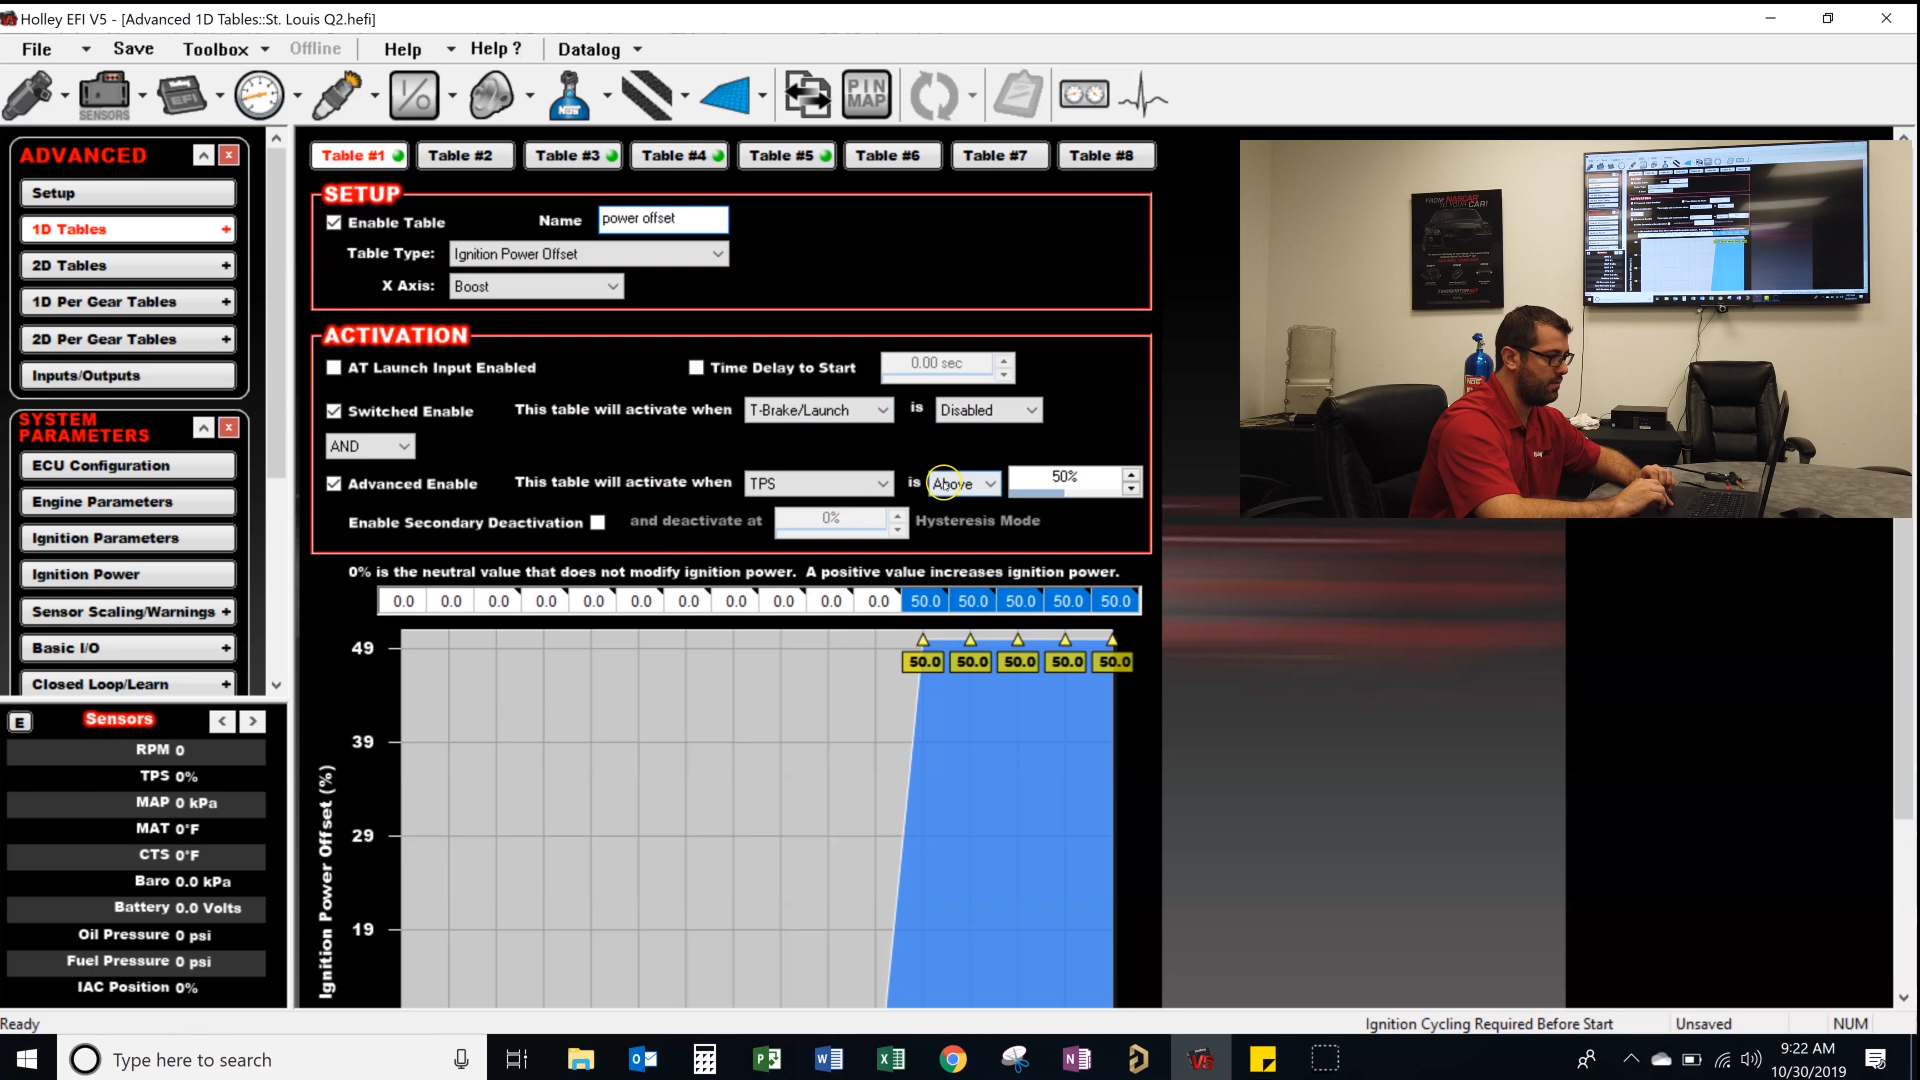 Holley EFI V5 - [Advanced 1D Tables::St. Louis Q2.hefi]
File Save Toolbox Offline Help Help ? Datalog
SENSORS EFI I/O NOS PIN MAP
ADVANCED
Setup
1D Tables +
2D Tables +
1D Per Gear Tables +
2D Per Gear Tables +
Inputs/Outputs
SYSTEM
PARAMETERS
ECU Configuration
Engine Parameters
Ignition Parameters
Ignition Power
Sensor Scaling/Warnings +
Basic I/O +
Closed Loop/Learn +
E Sensors < >
RPM 0
TPS 0%
MAP 0 kPa
MAT 0°F
CTS 0°F
Baro 0.0 kPa
Battery 0.0 Volts
Oil Pressure 0 psi
Fuel Pressure 0 psi
IAC Position 0%
Table #1 Table #2 Table #3 Table #4 Table #5 Table #6 Table #7 Table #8
SETUP
Enable Table Name power offset
Table Type: Ignition Power Offset
X Axis: Boost
ACTIVATION
AT Launch Input Enabled Time Delay to Start 0.00 sec
Switched Enable This table will activate when T-Brake/Launch is Disabled
AND
Advanced Enable This table will activate when TPS is Above 50%
Enable Secondary Deactivation and deactivate at 0% Hysteresis Mode
0% is the neutral value that does not modify ignition power. A positive value increases ignition power.
0.0 0.0 0.0 0.0 0.0 0.0 0.0 0.0 0.0 0.0 0.0 50.0 50.0 50.0 50.0 50.0
49
50.0 50.0 50.0 50.0 50.0
39
29
19
Ignition Power Offset (%)
FROM NASCAR
TO YOUR CAR!
Ready Ignition Cycling Required Before Start Unsaved NUM
Type here to search
V5
9:22 AM
10/30/2019